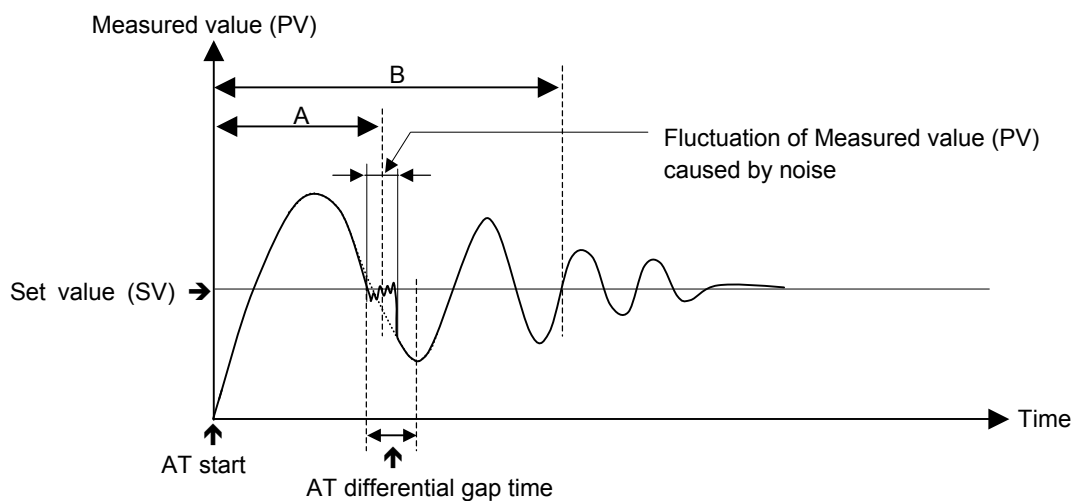 Measured value (PV)
B
A
Fluctuation of Measured value (PV)
caused by noise
Set value (SV)
Time
AT start
AT differential gap time